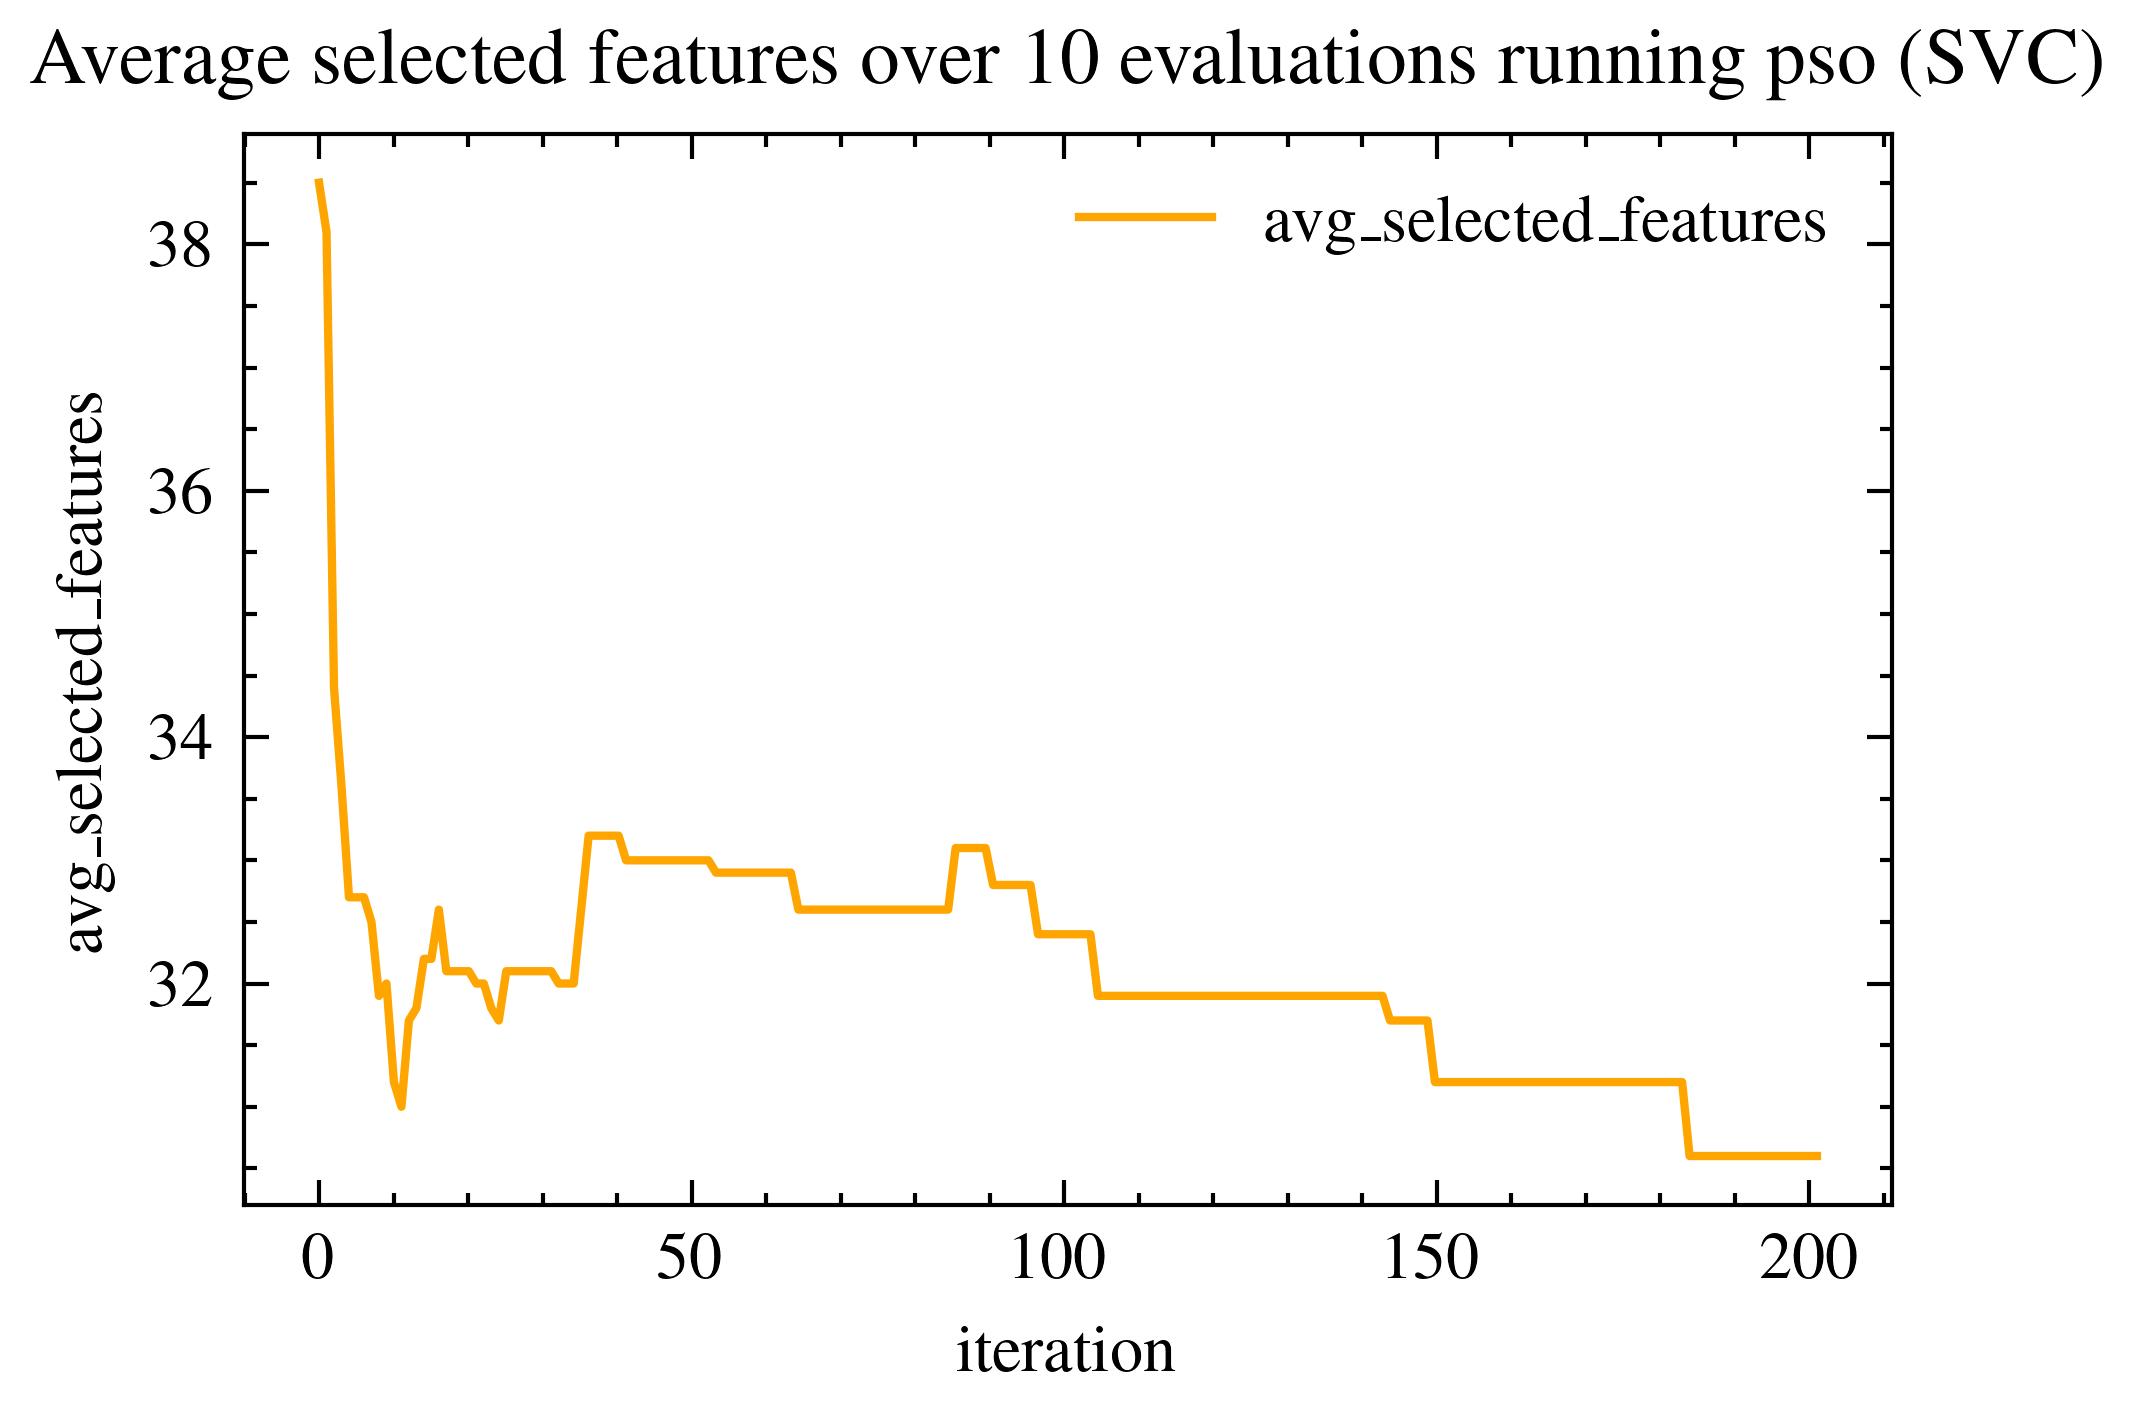 Average selected features over 10 evaluations running pso (SVC)
avg_selected_features
38
36
34
32
avg_selected_features
0 50 100 150 200
iteration